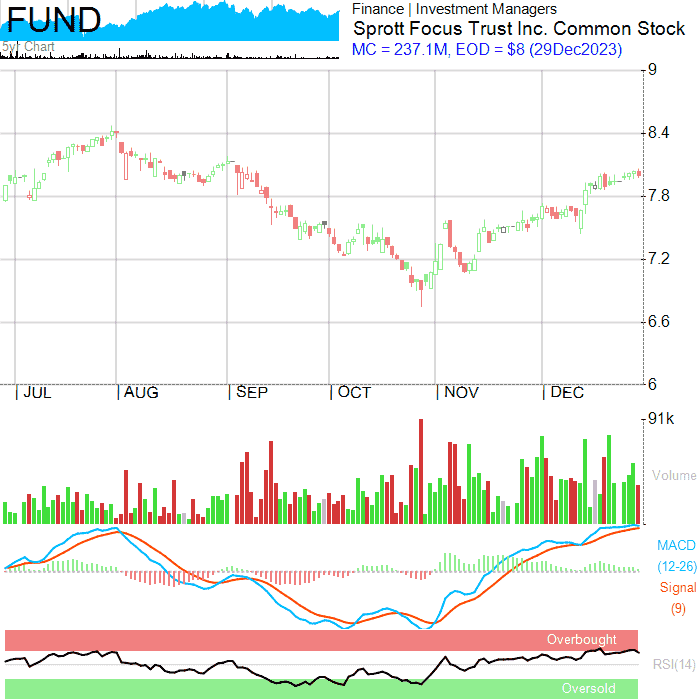 FUND
5yr Chart
Finance | Investment Managers
Sprott Focus Trust Inc. Common Stock
MC = 237.1M, EOD = $8 (29Dec2023)
9
8.4
7.8
7.2
6.6
6
| JUL | AUG | SEP | OCT | NOV | DEC
91k
Volume
MACD
(12-26)
Signal
(9)
Overbought
RSI(14)
Oversold